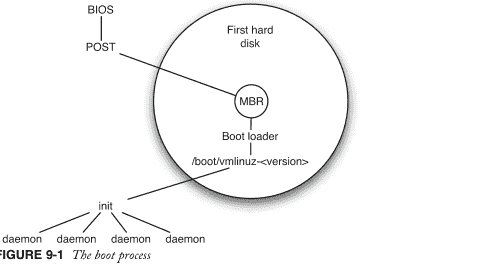 BIOS
POST
First hard
disk
MBR
Boot loader
/boot/vmlinuz-<version>
init
daemon daemon daemon daemon
FIGURE 9-1 The boot process